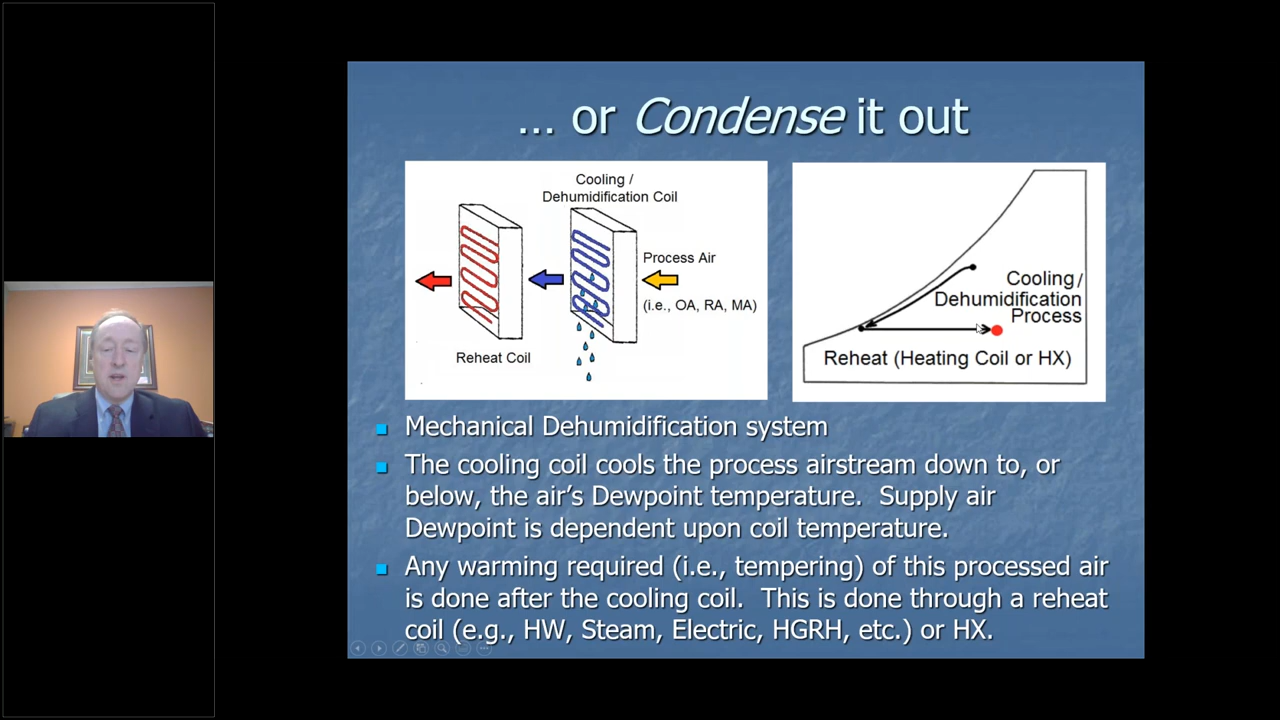 ... or Condense it out
Cooling /
Dehumidification Coil
Process Air
(i.e., OA, RA, MA)
Reheat Coil
Cooling /
Dehumidification
Process
Reheat (Heating Coil or HX)
Mechanical Dehumidification system
The cooling coil cools the process airstream down to, or
below, the air's Dewpoint temperature. Supply air
Dewpoint is dependent upon coil temperature.
Any warming required (i.e., tempering) of this processed air
is done after the cooling coil. This is done through a reheat
coil (e.g., HW, Steam, Electric, HGRH, etc.) or HX.